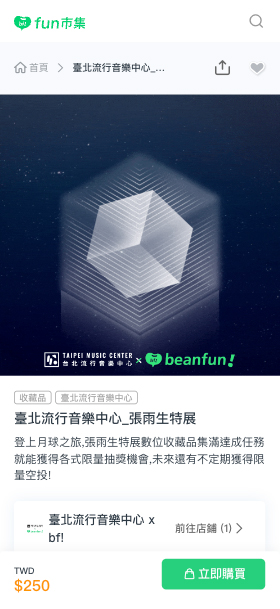 fun市集
首頁 > 臺北流行音樂中心_...
TAIPEI MUSIC CENTER
台北流行音樂中心 × beanfun!
收藏品 臺北流行音樂中心
臺北流行音樂中心_張雨生特展
登上月球之旅,張雨生特展數位收藏品集滿達成任務
就能獲得各式限量抽獎機會,未來還有不定期獲得限
量空投!
臺北流行音樂中心 x
bf!
前往店鋪 (1) >
TWD
$250
立即購買